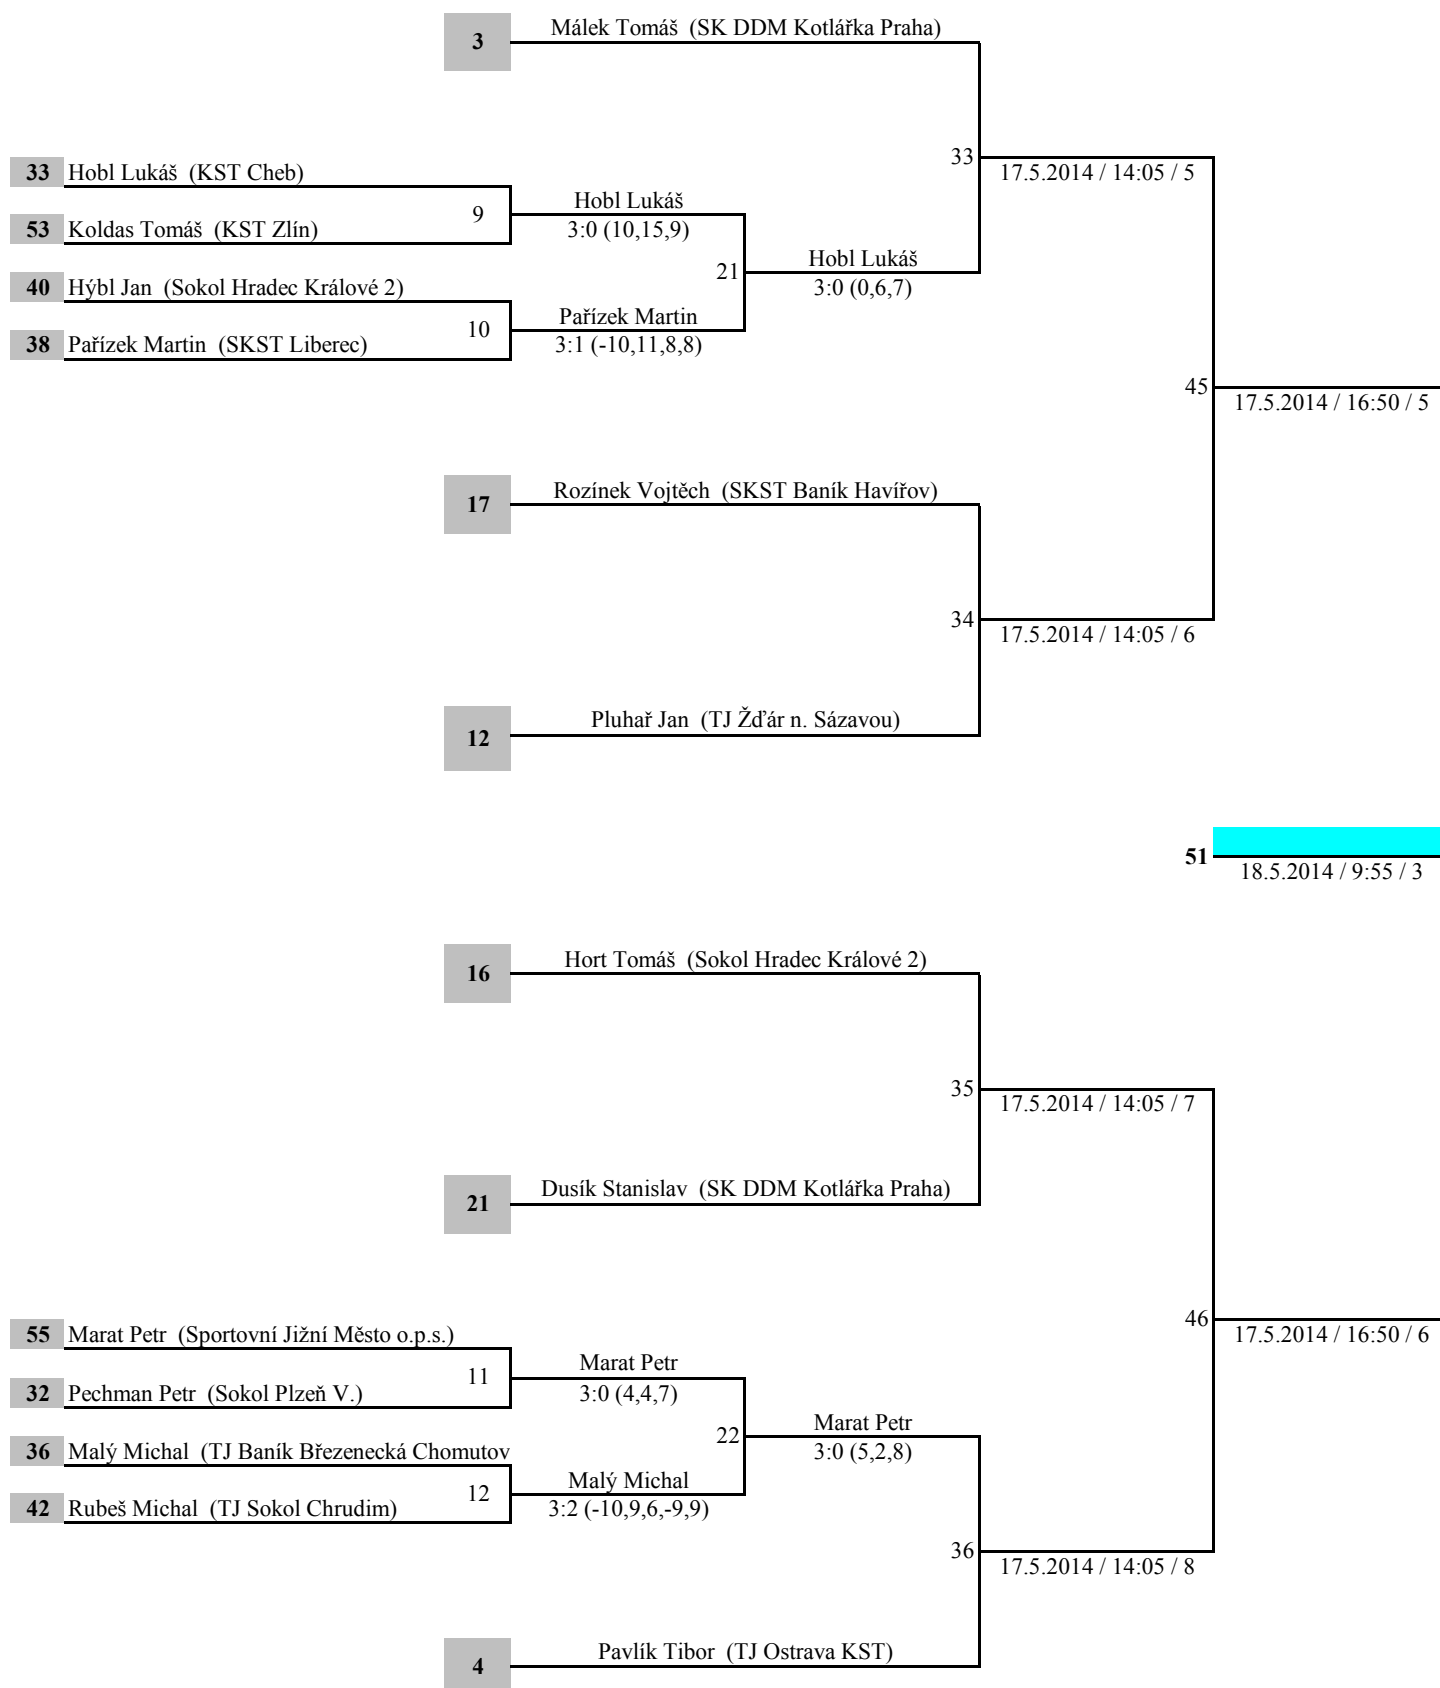 3 Málek Tomáš (SK DDM Kotlářka Praha)
33
17.5.2014 / 14:05 / 5
33 Hobl Lukáš (KST Cheb)
9
Hobl Lukáš
3:0 (10,15,9)
53 Koldas Tomáš (KST Zlín)
21
Hobl Lukáš
3:0 (0,6,7)
40 Hýbl Jan (Sokol Hradec Králové 2)
10
Pařízek Martin
3:1 (-10,11,8,8)
38 Pařízek Martin (SKST Liberec)
45
17.5.2014 / 16:50 / 5
17 Rozínek Vojtěch (SKST Baník Havířov)
34
17.5.2014 / 14:05 / 6
12 Pluhař Jan (TJ Žďár n. Sázavou)
51
18.5.2014 / 9:55 / 3
16 Hort Tomáš (Sokol Hradec Králové 2)
35
17.5.2014 / 14:05 / 7
21 Dusík Stanislav (SK DDM Kotlářka Praha)
46
17.5.2014 / 16:50 / 6
55 Marat Petr (Sportovní Jižní Město o.p.s.)
11
Marat Petr
3:0 (4,4,7)
32 Pechman Petr (Sokol Plzeň V.)
22
Marat Petr
3:0 (5,2,8)
36 Malý Michal (TJ Baník Březenecká Chomutov
12
Malý Michal
3:2 (-10,9,6,-9,9)
42 Rubeš Michal (TJ Sokol Chrudim)
36
17.5.2014 / 14:05 / 8
4 Pavlík Tibor (TJ Ostrava KST)